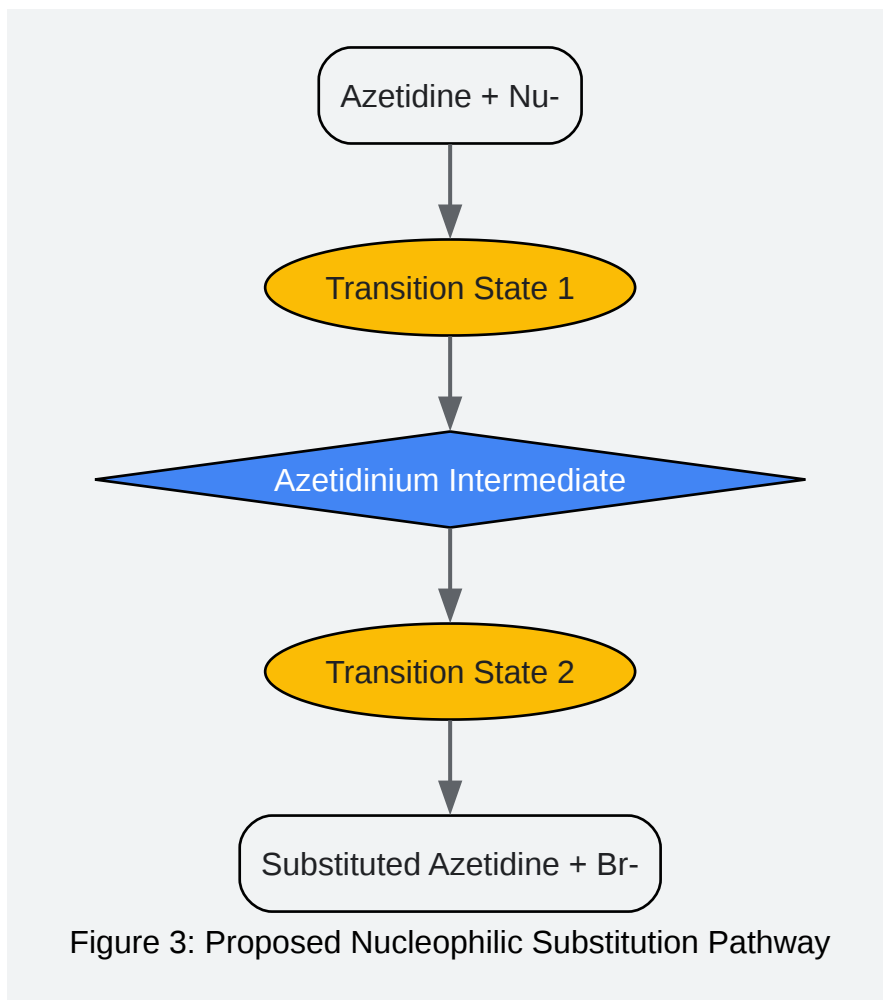 Azetidine + Nu-
Transition State 1
Azetidinium Intermediate
Transition State 2
Substituted Azetidine + Br-
Figure 3: Proposed Nucleophilic Substitution Pathway